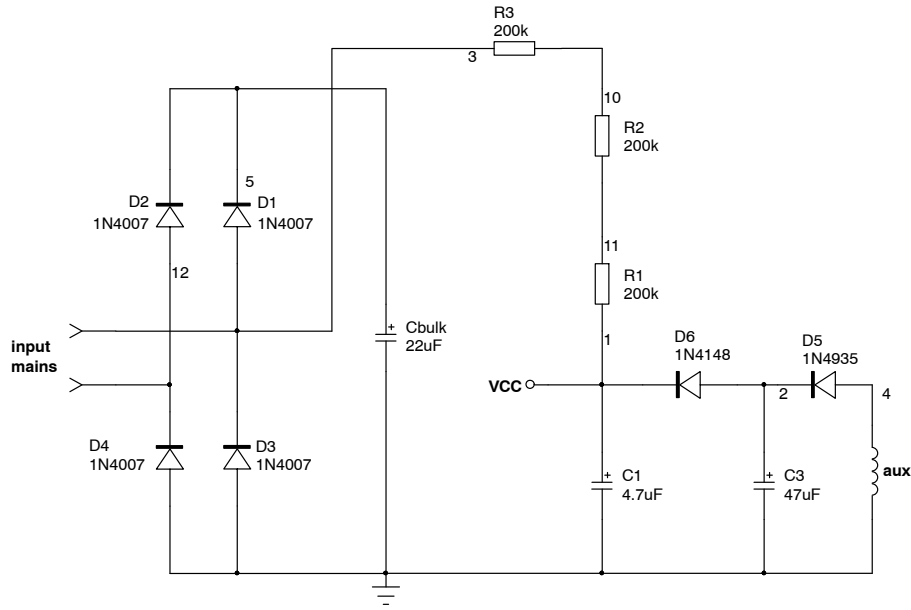 R3
200k
3
10
R2
200k
5
D2
1N4007
D1
1N4007
11
12
R1
200k
input
mains
Cbulk
22uF
+
1
D6
1N4148
D5
1N4935
VCC
2
4
D4
1N4007
D3
1N4007
+
C1
4.7uF
+
C3
47uF
aux